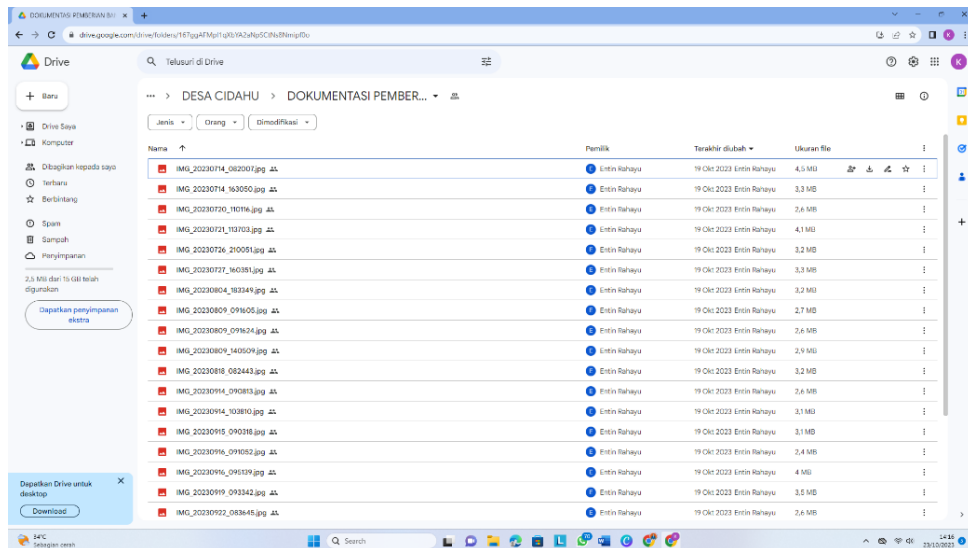 DOKUMENTASI PEMBERIAN BA
drive.google.com/drive/folders/
Drive
Telusuri di Drive
K
Baru
DESA CIDAHU > DOKUMENTASI PEMBER...
Jenis Orang Dimodifikasi
Drive Saya
Komputer
Dibagikan kepada saya
Terbaru
Berbintang
Spam
Sampah
Penyimpanan
2,5 MB dari 15 GB telah
digunakan
Dapatkan penyimpanan
ekstra
Nama Pemilik Terakhir diubah Ukuran file
IMG_20230714_082007.jpg E Entin Rahayu 19 Okt 2023 Entin Rahayu 4,5 MB
IMG_20230714_163050.jpg E Entin Rahayu 19 Okt 2023 Entin Rahayu 3,3 MB
IMG_20230720_110116.jpg E Entin Rahayu 19 Okt 2023 Entin Rahayu 2,6 MB
IMG_20230721_113703.jpg E Entin Rahayu 19 Okt 2023 Entin Rahayu 4,1 MB
IMG_20230726_210051.jpg E Entin Rahayu 19 Okt 2023 Entin Rahayu 3,2 MB
IMG_20230727_160351.jpg E Entin Rahayu 19 Okt 2023 Entin Rahayu 3,3 MB
IMG_20230804_183349.jpg E Entin Rahayu 19 Okt 2023 Entin Rahayu 3,2 MB
IMG_20230809_091605.jpg E Entin Rahayu 19 Okt 2023 Entin Rahayu 2,7 MB
IMG_20230809_091624.jpg E Entin Rahayu 19 Okt 2023 Entin Rahayu 2,6 MB
IMG_20230809_140509.jpg E Entin Rahayu 19 Okt 2023 Entin Rahayu 2,9 MB
IMG_20230818_082443.jpg E Entin Rahayu 19 Okt 2023 Entin Rahayu 3,2 MB
IMG_20230914_090813.jpg E Entin Rahayu 19 Okt 2023 Entin Rahayu 2,6 MB
IMG_20230914_103810.jpg E Entin Rahayu 19 Okt 2023 Entin Rahayu 3,1 MB
IMG_20230915_090318.jpg E Entin Rahayu 19 Okt 2023 Entin Rahayu 3,1 MB
IMG_20230916_091052.jpg E Entin Rahayu 19 Okt 2023 Entin Rahayu 2,4 MB
IMG_20230916_095139.jpg E Entin Rahayu 19 Okt 2023 Entin Rahayu 4 MB
IMG_20230919_093342.jpg E Entin Rahayu 19 Okt 2023 Entin Rahayu 3,5 MB
IMG_20230922_083645.jpg E Entin Rahayu 19 Okt 2023 Entin Rahayu 2,6 MB
Dapatkan Drive untuk
desktop
Download
34°C
Sebagian cerah
Search
14:16
23/10/2023